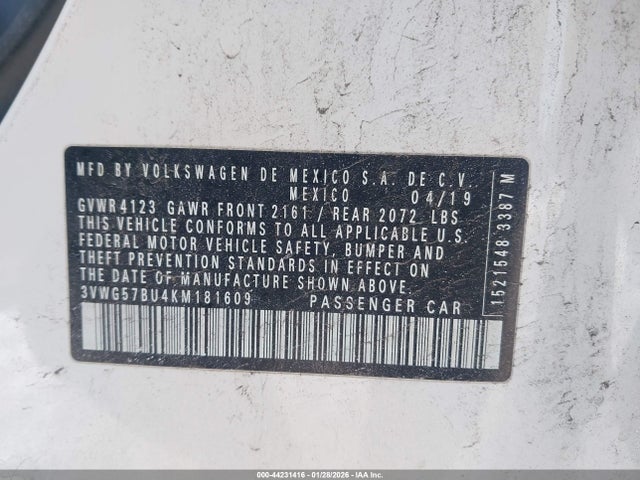 MFD BY VOLKSWAGEN DE MEXICO S.A. DE C.V.
MEXICO 04/19
GVWR 4123 GAWR FRONT 2161 / REAR 2072 LBS
THIS VEHICLE CONFORMS TO ALL APPLICABLE U.S.
FEDERAL MOTOR VEHICLE SAFETY, BUMPER AND
THEFT PREVENTION STANDARDS IN EFFECT ON
THE DATE OF MANUFACTURE SHOWN ABOVE.
3VWG57BU4KM181609 PASSENGER CAR
1521548 3387 M
000-44231416 | 01/28/2026 | IAA Inc.